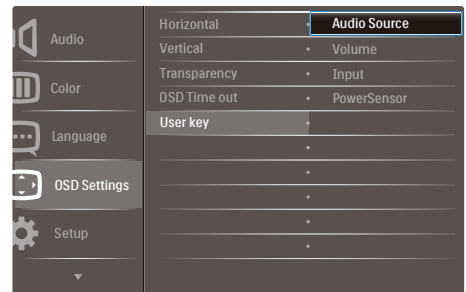 Audio
Color
Language
OSD Settings
Setup
Horizontal
Vertical
Transparency
OSD Time out
User key
Audio Source
Volume
Input
PowerSensor